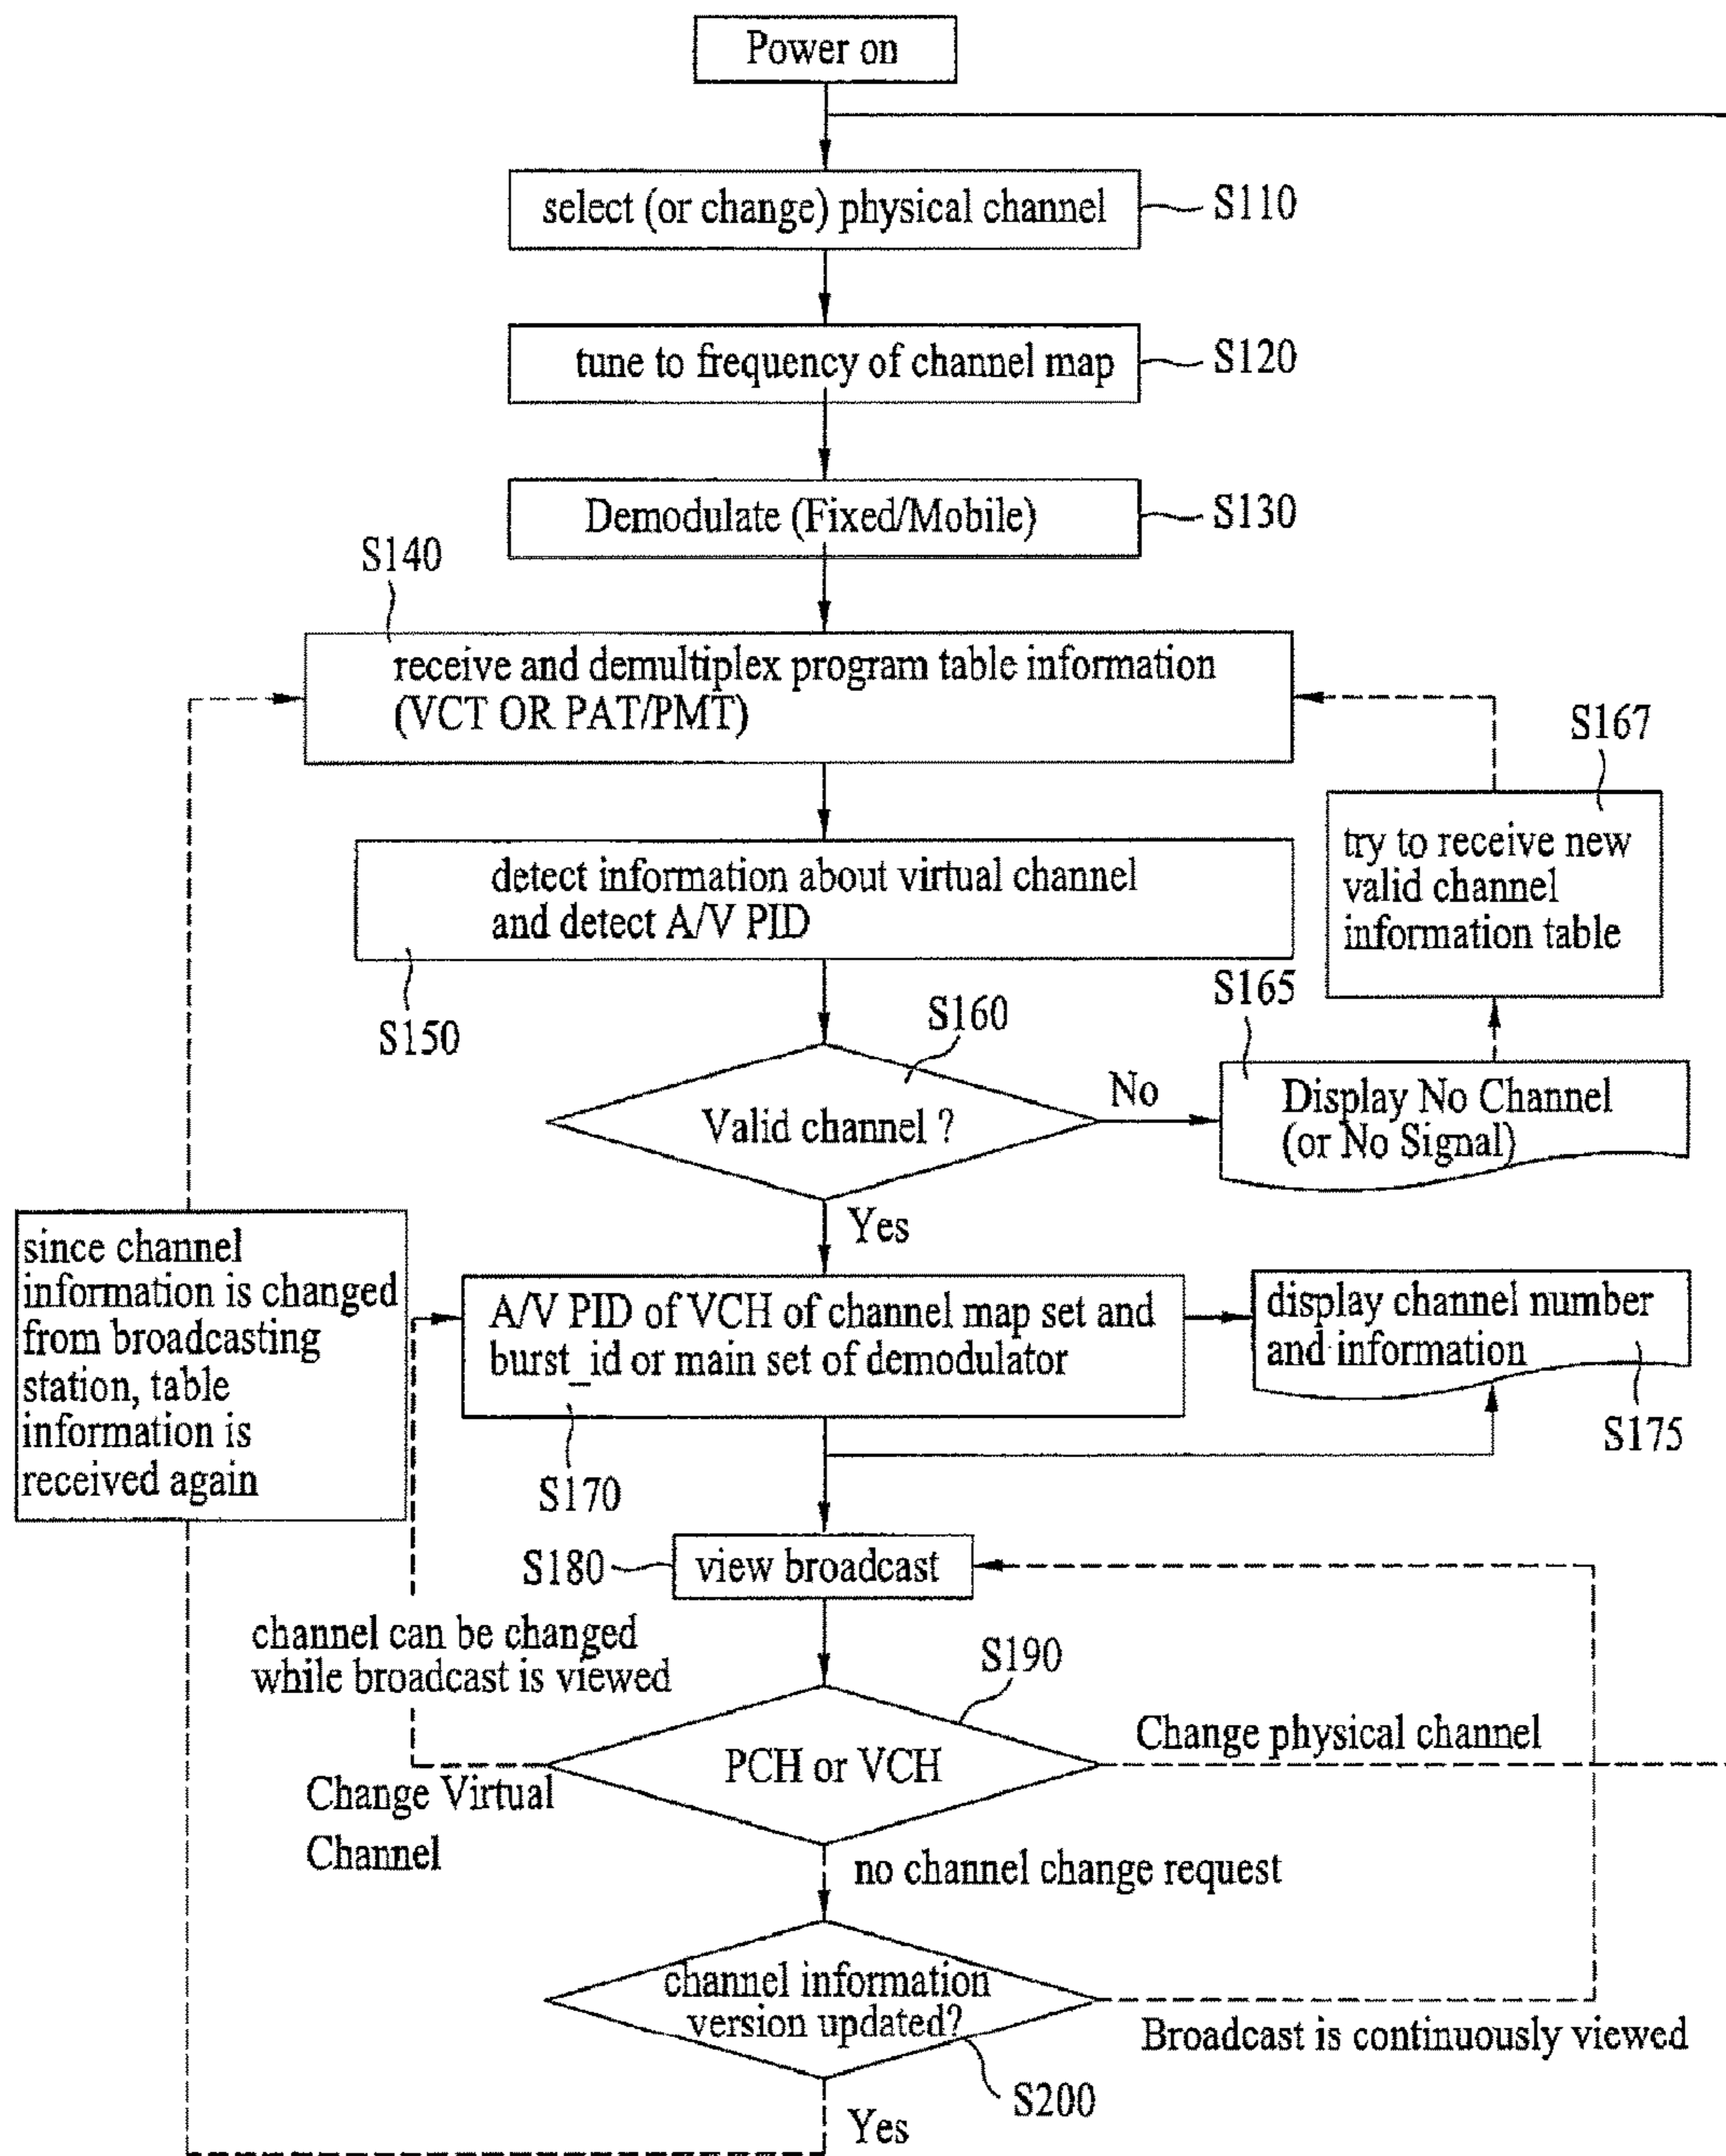 Power on
select (or change) physical channel
S110
tune to frequency of channel map
S120
Demodulate (Fixed/Mobile)
S130
S140
receive and demultiplex program table information
(VCT OR PAT/PMT)
S167
try to receive new
valid channel
information table
detect information about virtual channel
and detect A/V PID
S150
S160
S165
Valid channel ?
No
Display No Channel
(or No Signal)
Yes
since channel
information is changed
from broadcasting
station, table
information is
received again
A/V PID of VCH of channel map set and
burst_id or main set of demodulator
display channel number
and information
S170
S175
S180
view broadcast
channel can be changed
while broadcast is viewed
S190
PCH or VCH
Change physical channel
Change Virtual
Channel
no channel change request
channel information
version updated?
Broadcast is continuously viewed
S200
Yes